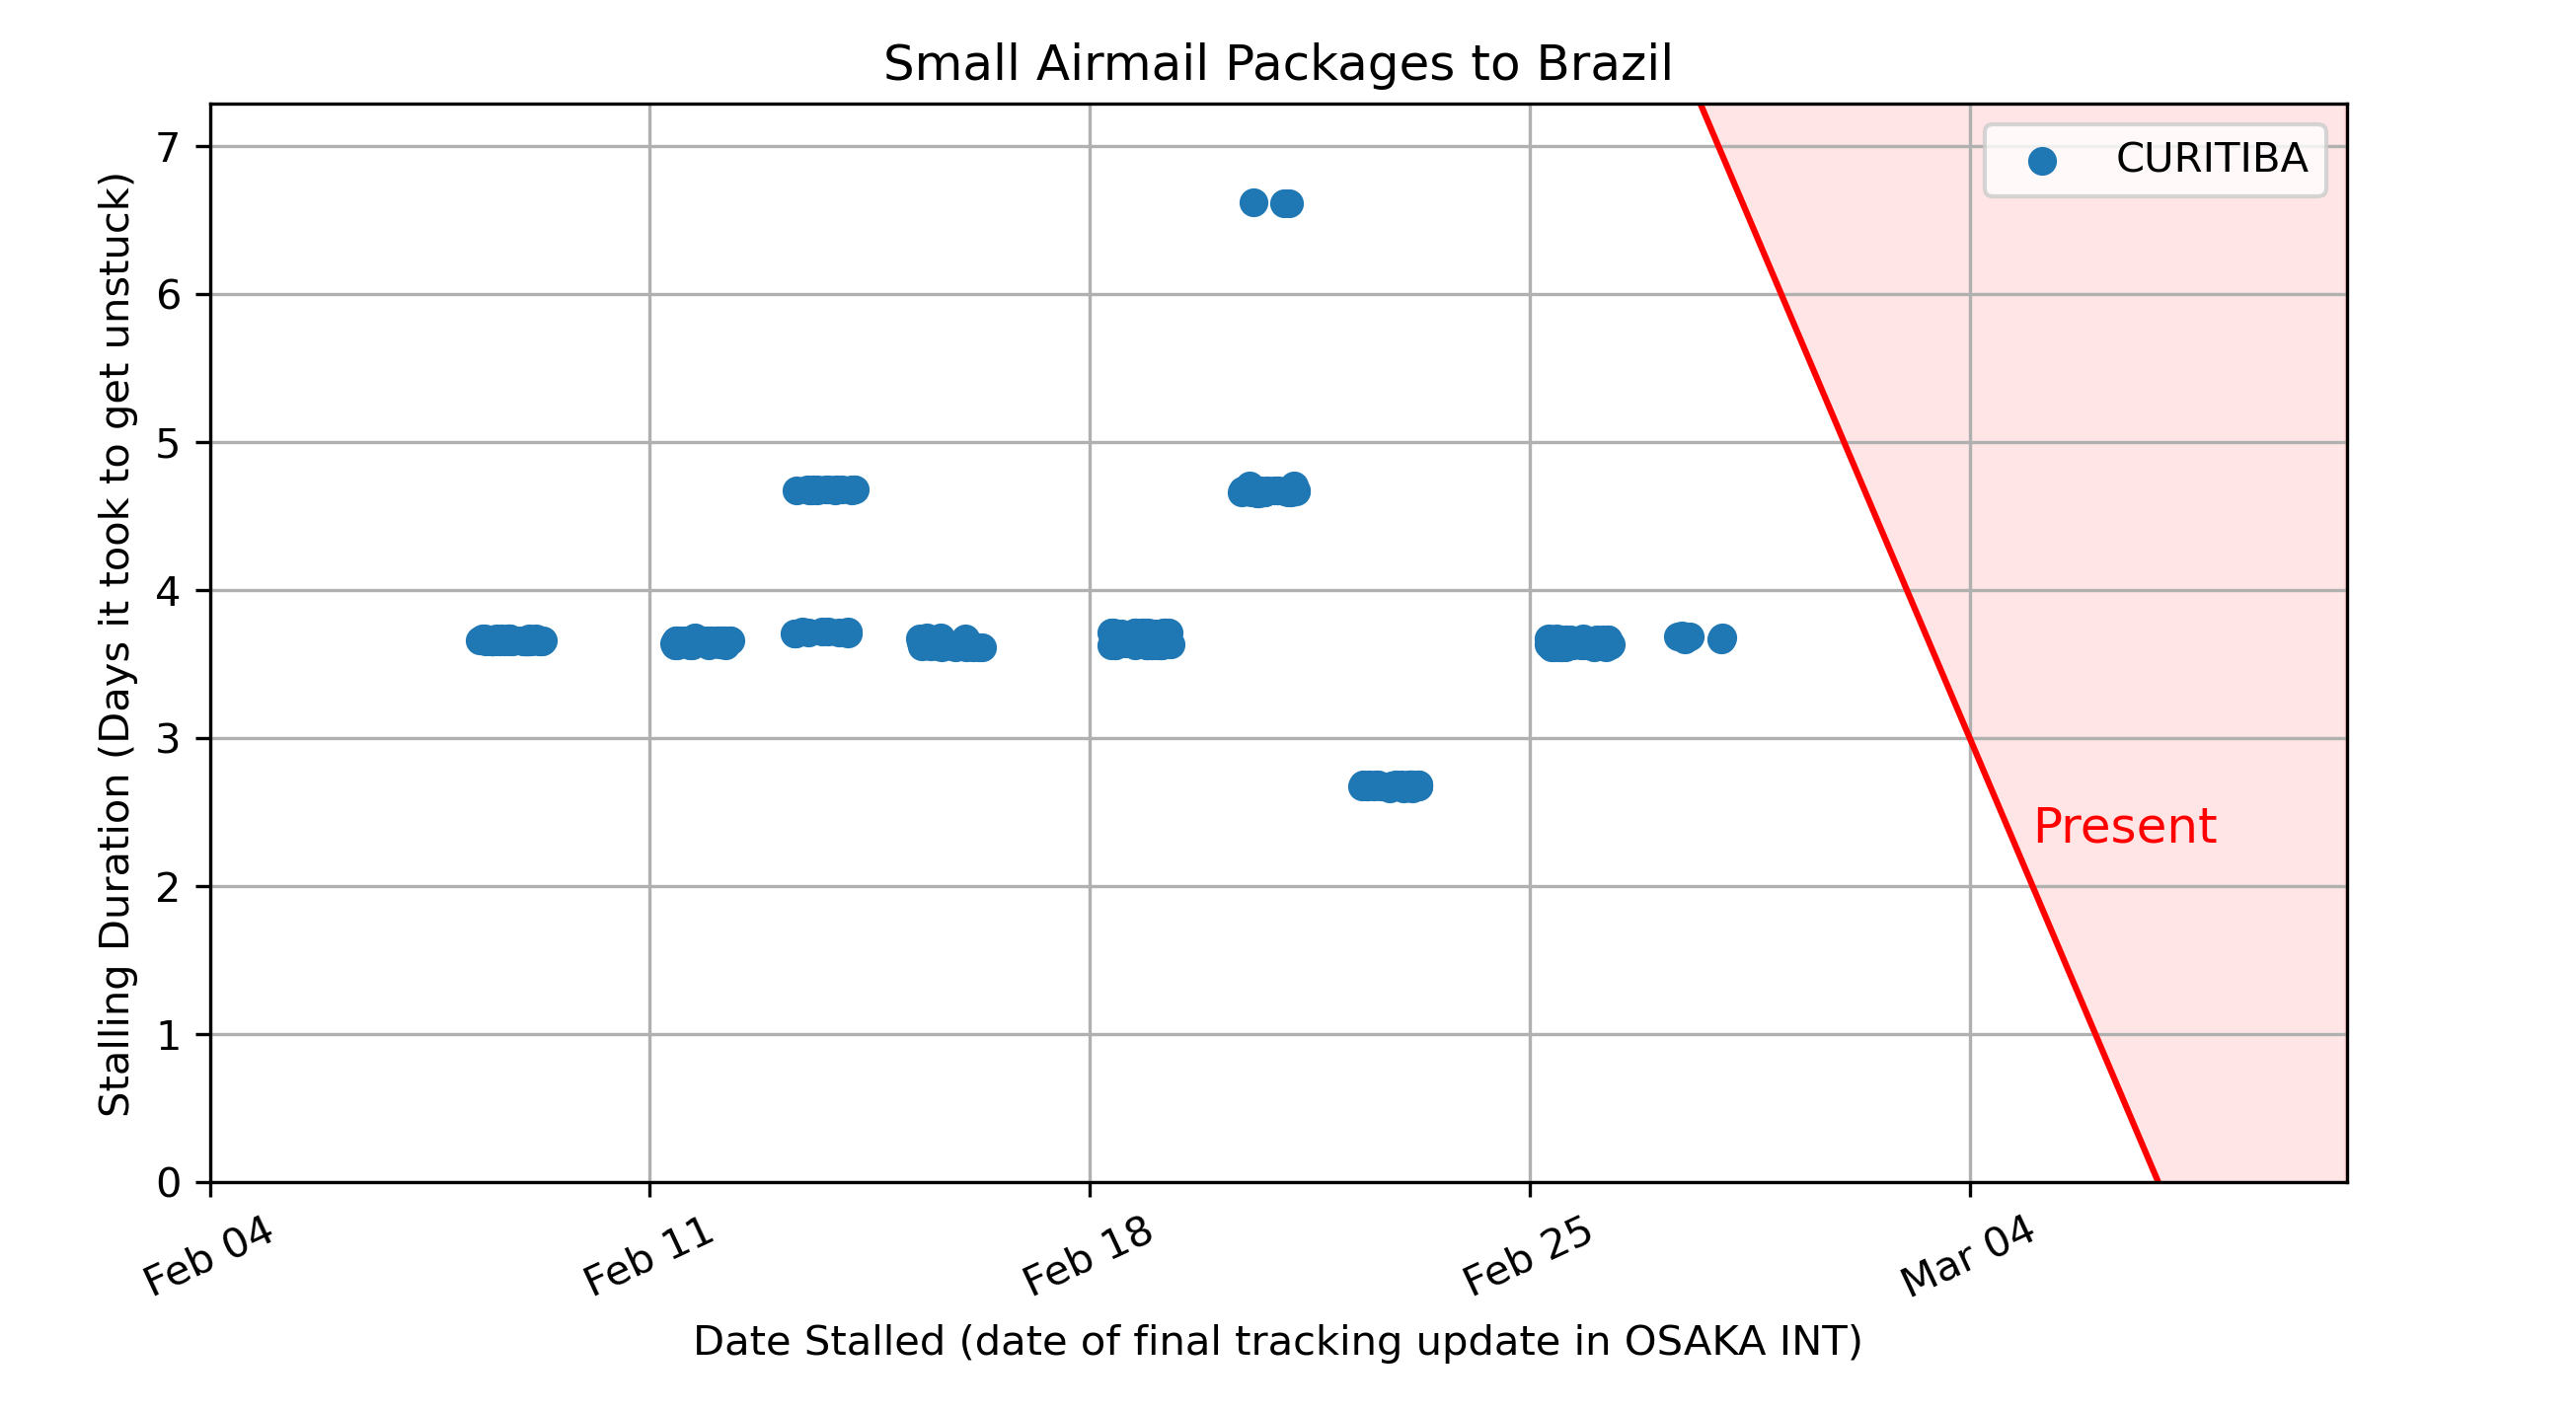 Small Airmail Packages to Brazil
CURITIBA
7
6
5
4
3
2
1
0
Stalling Duration (Days it took to get unstuck)
Present
Feb 04
Feb 11
Feb 18
Feb 25
Mar 04
Date Stalled (date of final tracking update in OSAKA INT)